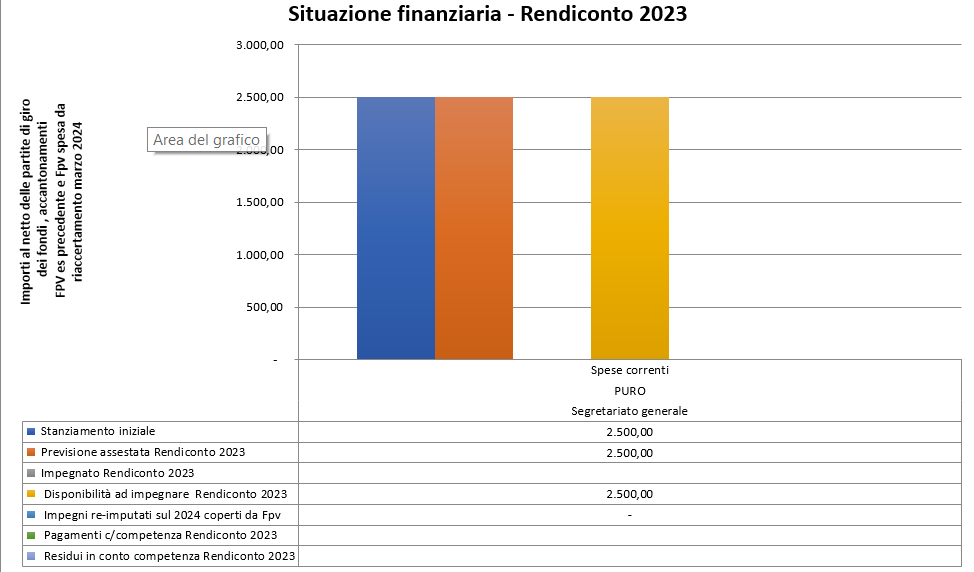 Situazione finanziaria - Rendiconto 2023
Importi al netto delle partite di giro
dei fondi , accantonamenti
FPV es precedente e Fpv spesa da
riaccertamento marzo 2024
3.000,00
2.500,00
Area del grafico
2.000,00
1.500,00
1.000,00
500,00
-
Spese correnti
PURO
Segretariato generale
Stanziamento iniziale 2.500,00
Previsione assestata Rendiconto 2023 2.500,00
Impegnato Rendiconto 2023
Disponibilità ad impegnare Rendiconto 2023 2.500,00
Impegni re-imputati sul 2024 coperti da Fpv -
Pagamenti c/competenza Rendiconto 2023
Residui in conto competenza Rendiconto 2023